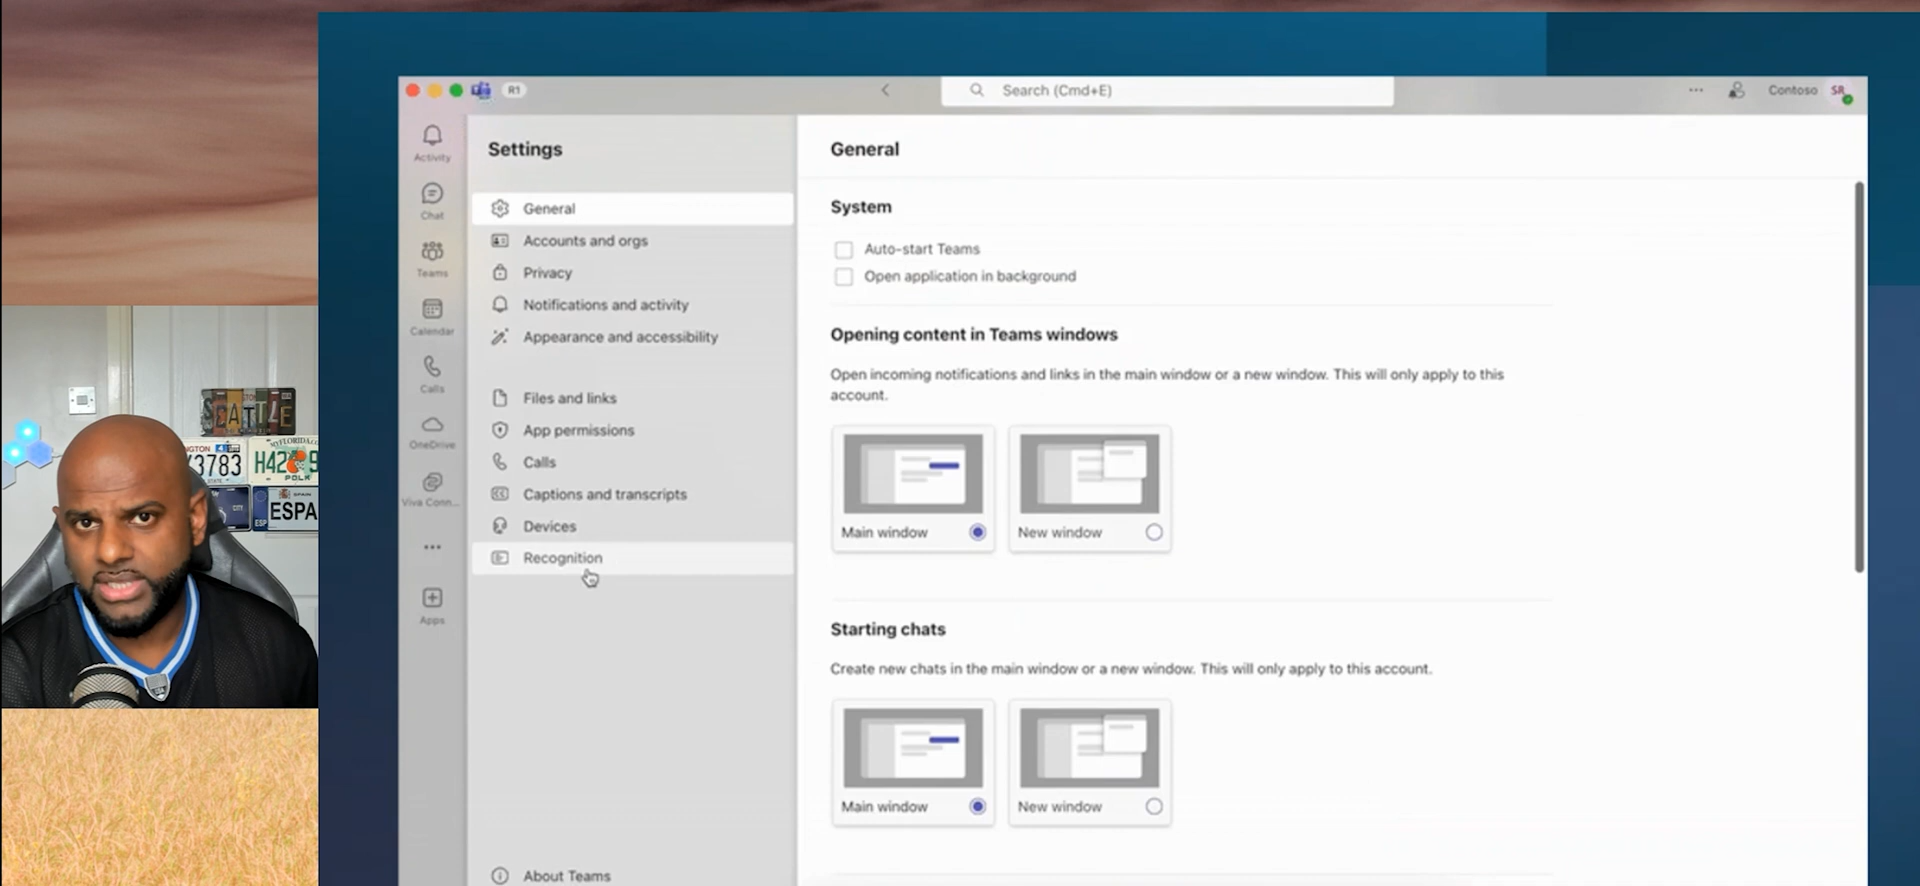 R1
Search (Cmd+E)
Contoso
SR
Activity
Chat
Teams
Calendar
Calls
OneDrive
Viva Conn...
Apps
Settings
General
Accounts and orgs
Privacy
Notifications and activity
Appearance and accessibility
Files and links
App permissions
Calls
Captions and transcripts
Devices
Recognition
About Teams
General
System
Auto-start Teams
Open application in background
Opening content in Teams windows
Open incoming notifications and links in the main window or a new window. This will only apply to this
account.
Main window
New window
Starting chats
Create new chats in the main window or a new window. This will only apply to this account.
Main window
New window
SEATTLE
3783
H42
POLK
ESP
SPAIN
ESPA
CITY